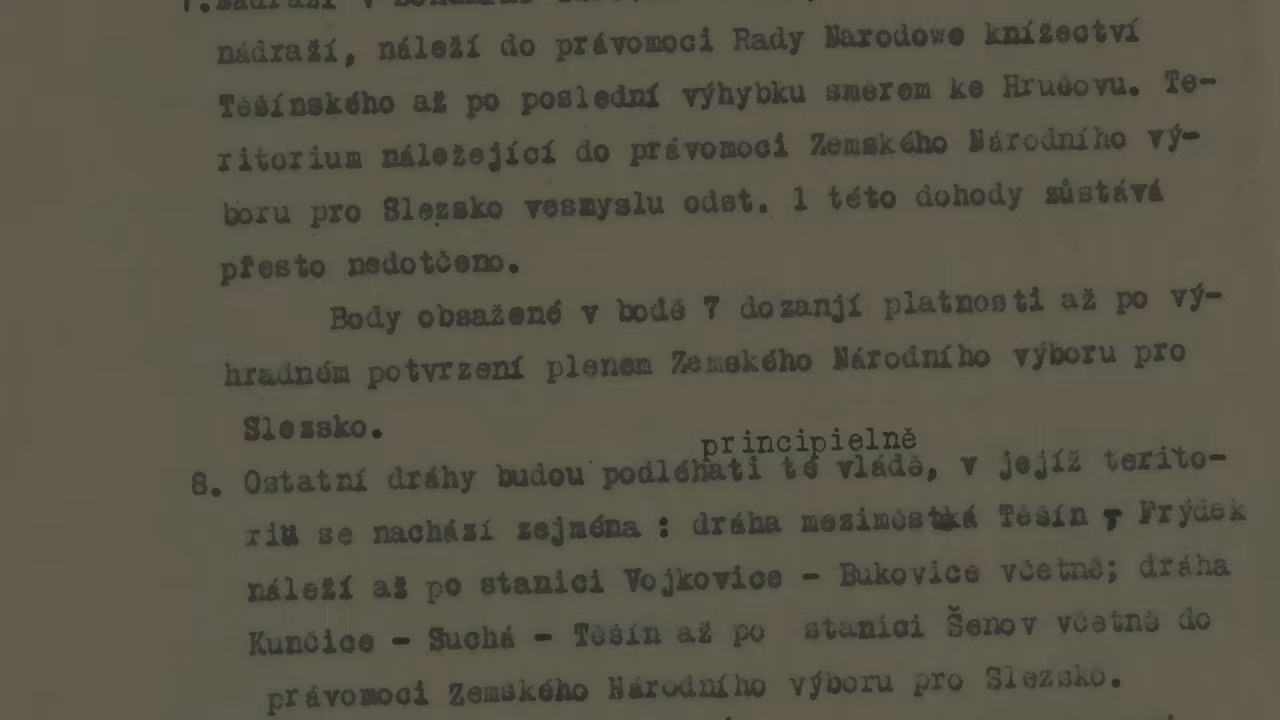 7. Nádraží v
nádraží, náleží do právomoci Rady Narodowe knížectví
Těšínského až po poslední výhybku směrem ke Hrušovu. Te-
ritorium náležející do právomoci Zemského Národního vý-
boru pro Slezsko vesmyslu odst. 1 této dohody zůstává
přesto nedotčeno.
Body obsažené v bodě 7 dozanjí platnosti až po vý-
hradném potvrzení plenem Zemského Národního výboru pro
Slezsko.
principielně
8. Ostatní dráhy budou podléhati té vládě, v jejíž terito-
riu se nachází zejména : dráha meziměstká Těšín - Frýdek
náleží až po stanici Vojkovice - Bukovice včetně; dráha
Kunčice - Suchá - Těšín až po stanici Šenov včetně do
právomoci Zemského Národního výboru pro Slezsko.